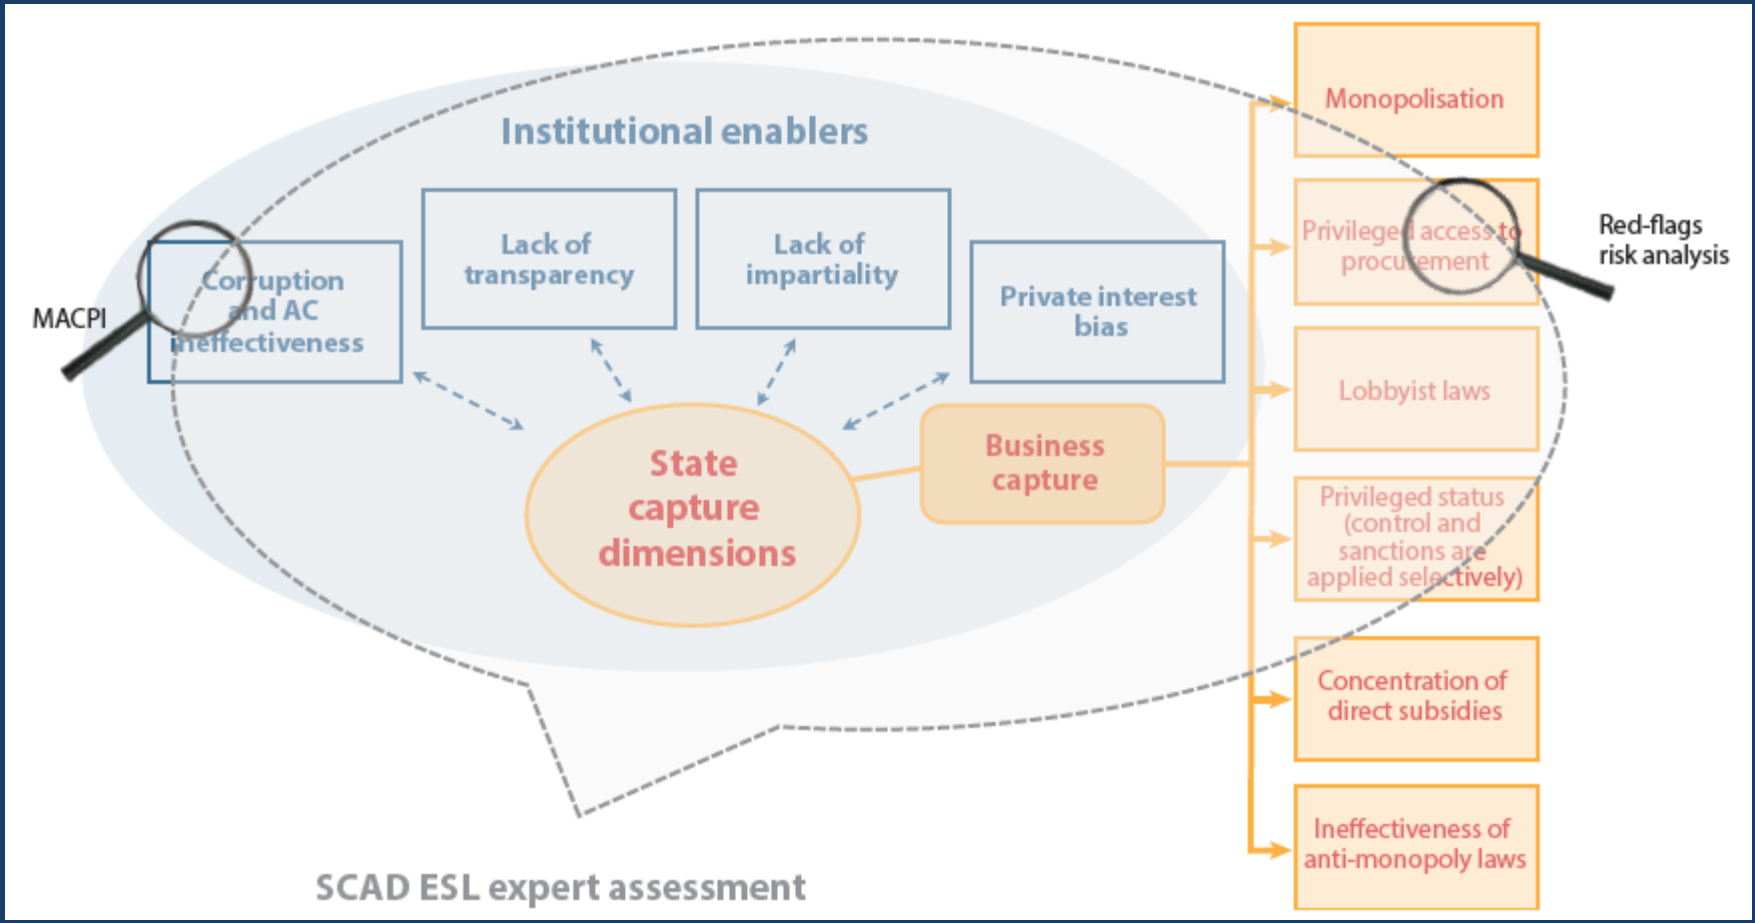 Institutional enablers
MACPI
Corruption
and AC
ineffectiveness
Lack of
transparency
Lack of
impartiality
Private interest
bias
State
capture
dimensions
Business
capture
Monopolisation
Privileged access to
procurement
Lobbyist laws
Privileged status
(control and
sanctions are
applied selectively)
Concentration of
direct subsidies
Ineffectiveness of
anti-monopoly laws
Red-flags
risk analysis
SCAD ESL expert assessment